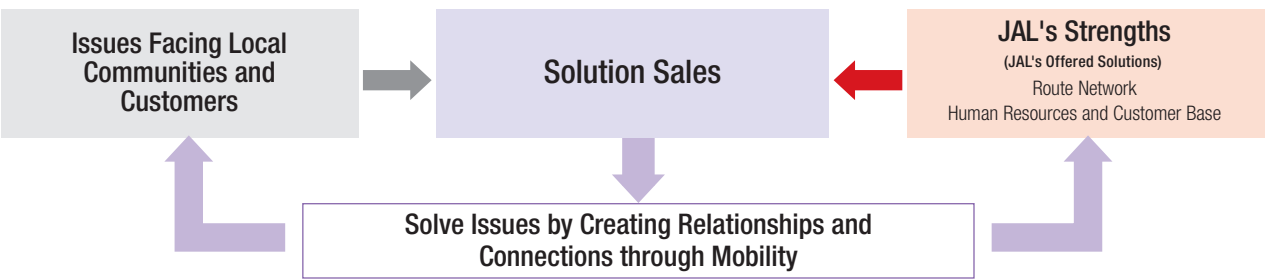 Issues Facing Local
Communities and
Customers
Solution Sales
JAL's Strengths
(JAL's Offered Solutions)
Route Network
Human Resources and Customer Base
Solve Issues by Creating Relationships and
Connections through Mobility